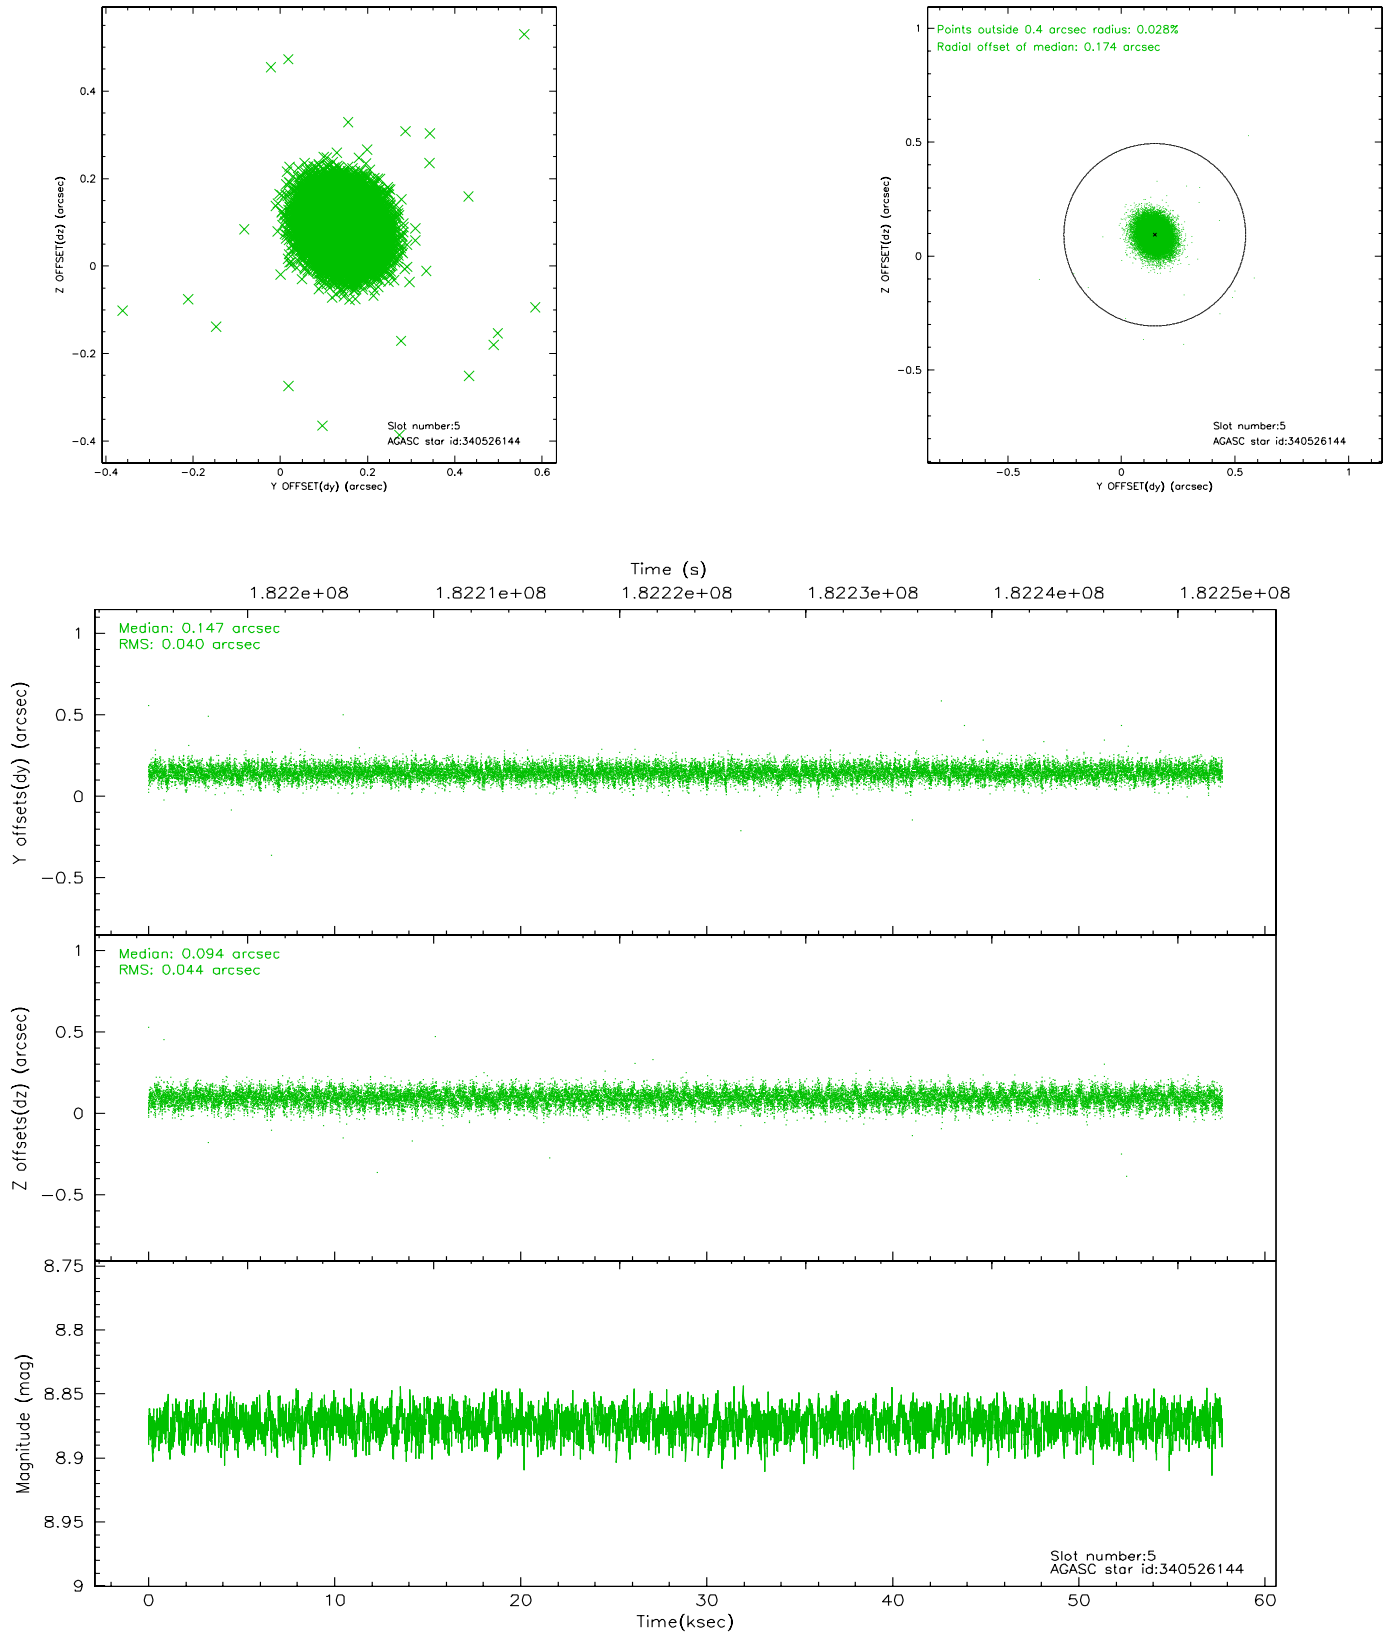 0.4
0.2
0
-0.2
-0.4
Z OFFSET(dz) (arcsec)
Slot number:5
AGASC star id:340526144
-0.4 0 0.2 0.4 0.6
-0.2
Y OFFSET(dy) (arcsec)
Points outside 0.4 arcsec radius: 0.028%
Radial offset of median: 0.174 arcsec
1
0.5
0
-0.5
Z OFFSET(dz) (arcsec)
Slot number:5
AGASC star id:340526144
-0.5 0 0.5 1
Y OFFSET(dy) (arcsec)
Time (s)
1.822e+08 1.8221e+08 1.8222e+08 1.8223e+08 1.8224e+08 1.8225e+08
Median: 0.147 arcsec
RMS: 0.040 arcsec
1
0.5
0
-0.5
Y offsets(dy) (arcsec)
Median: 0.094 arcsec
RMS: 0.044 arcsec
1
0.5
0
-0.5
Z offsets(dz) (arcsec)
8.75
8.8
8.85
8.9
8.95
9
Magnitude (mag)
Slot number:5
AGASC star id:340526144
0 10 20 30 40 50 60
Time(ksec)